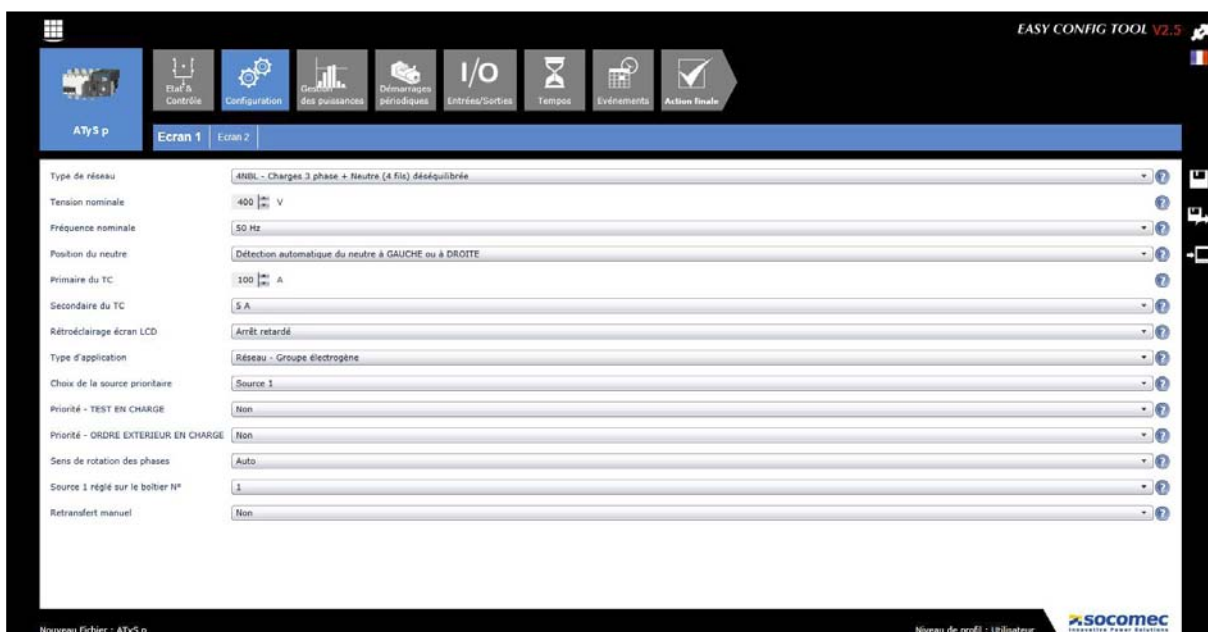 EASY CONFIG TOOL V2.5
Etat & Contrôle
Configuration
Gestion des puissances
Démarrages périodiques
I/O
Entrées/Sorties
Tempos
Evénements
Action finale
ATyS p
Ecran 1
Ecran 2
Type de réseau
4NBL - Charges 3 phase + Neutre (4 fils) déséquilibrée
Tension nominale
400 V
Fréquence nominale
50 Hz
Position du neutre
Détection automatique du neutre à GAUCHE ou à DROITE
Primaire du TC
100 A
Secondaire du TC
5 A
Rétroéclairage écran LCD
Arrêt retardé
Type d'application
Réseau - Groupe électrogène
Choix de la source prioritaire
Source 1
Priorité - TEST EN CHARGE
Non
Priorité - ORDRE EXTERIEUR EN CHARGE
Non
Sens de rotation des phases
Auto
Source 1 réglé sur le boîtier N°
1
Retransfert manuel
Non
Nouveau Fichier : ATyS p
Niveau de profil : Utilisateur
socomec
Innovative Power Solutions